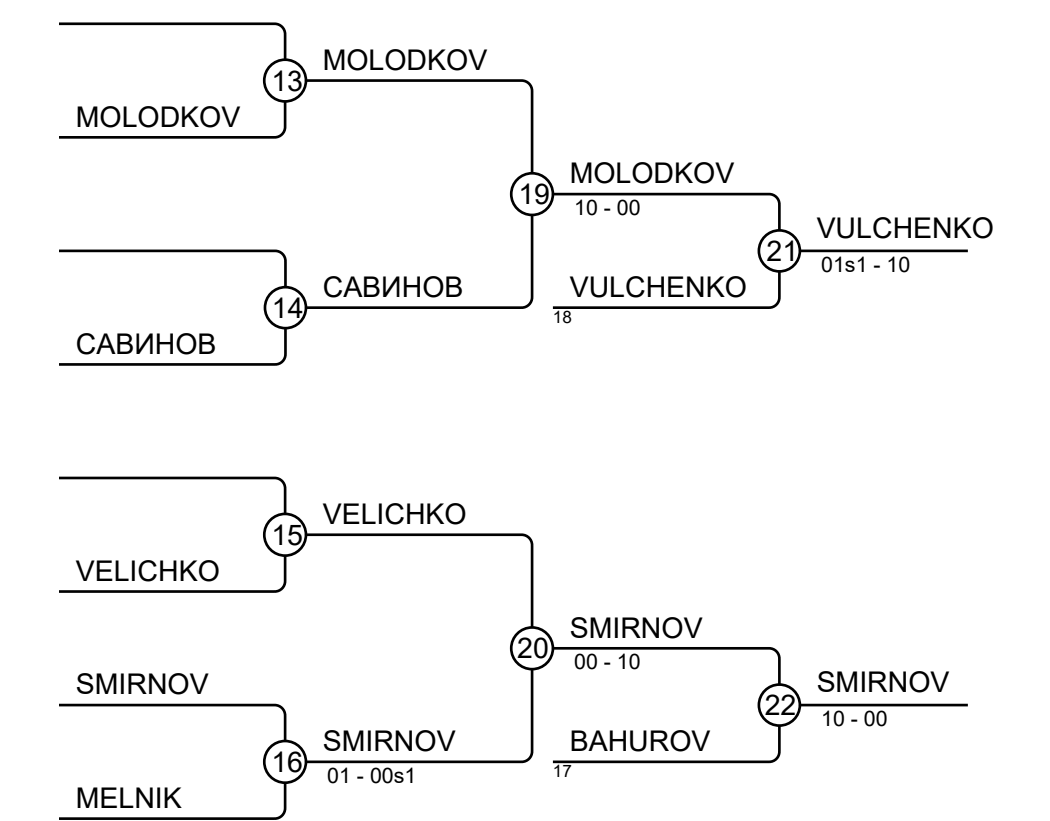 MOLODKOV
13
MOLODKOV
MOLODKOV
19
10 - 00
VULCHENKO
21
01s1 - 10
САВИНОВ
14
VULCHENKO
18
САВИНОВ
VELICHKO
15
VELICHKO
SMIRNOV
20
00 - 10
SMIRNOV
SMIRNOV
22
10 - 00
SMIRNOV
16
01 - 00s1
BAHUROV
17
MELNIK